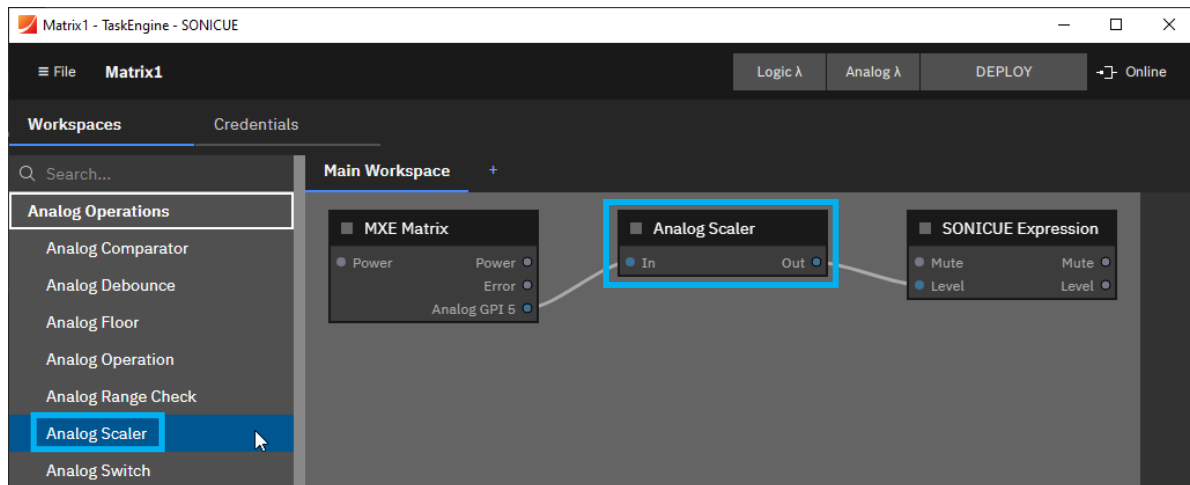 Matrix1 - TaskEngine - SONICUE
File Matrix1 Logic λ Analog λ DEPLOY Online
Workspaces Credentials
Search...
Main Workspace +
Analog Operations
Analog Comparator
Analog Debounce
Analog Floor
Analog Operation
Analog Range Check
Analog Scaler
Analog Switch
MXE Matrix
Power Power
Error
Analog GPI 5
Analog Scaler
In Out
SONICUE Expression
Mute Mute
Level Level